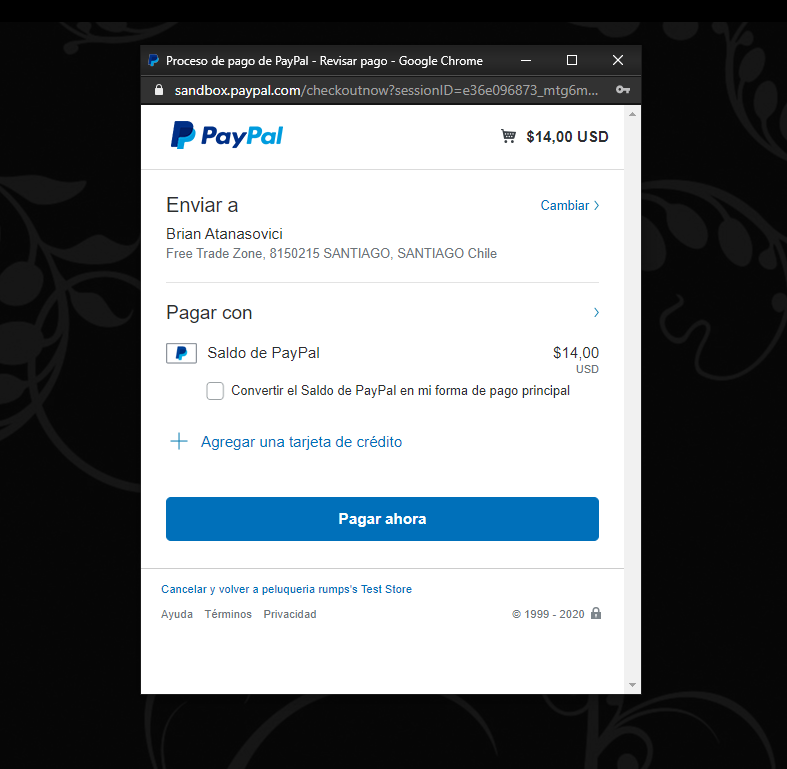 Proceso de pago de PayPal - Revisar pago - Google Chrome
sandbox.paypal.com/checkoutnow?sessionID=e36e096873_mtg6m...
PayPal
$14,00 USD
Enviar a
Cambiar
Brian Atanasovici
Free Trade Zone, 8150215 SANTIAGO, SANTIAGO Chile
Pagar con
Saldo de PayPal
$14,00
USD
Convertir el Saldo de PayPal en mi forma de pago principal
Agregar una tarjeta de crédito
Pagar ahora
Cancelar y volver a peluqueria rumps's Test Store
Ayuda Términos Privacidad
© 1999 - 2020